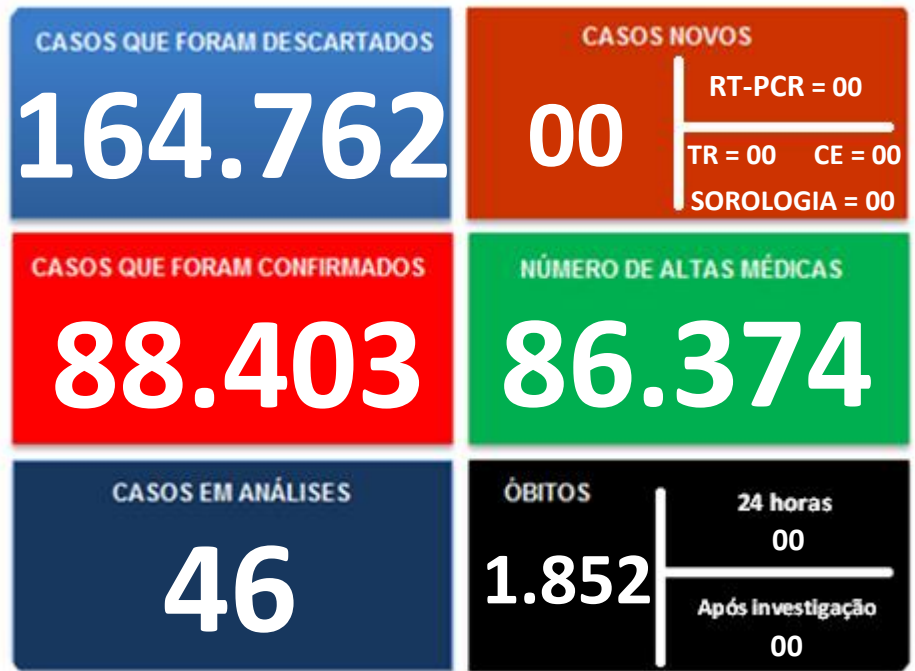 CASOS QUE FORAM DESCARTADOS
164.762
CASOS NOVOS
00
RT-PCR = 00
TR = 00 CE = 00
SOROLOGIA = 00
CASOS QUE FORAM CONFIRMADOS
88.403
NÚMERO DE ALTAS MÉDICAS
86.374
CASOS EM ANÁLISES
46
ÓBITOS
1.852
24 horas
00
Após investigação
00